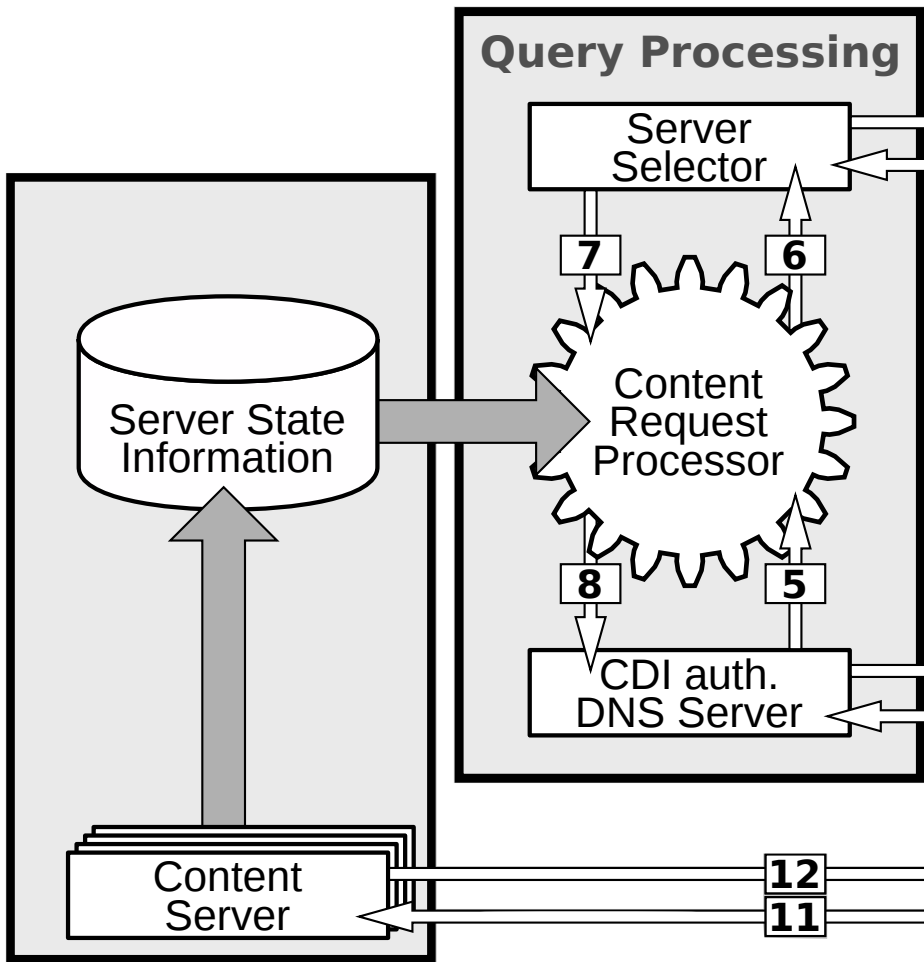 Query Processing
Server
Selector
7
6
Content
Request
Processor
Server State
Information
8
5
CDI auth.
DNS Server
Content
Server
12
11